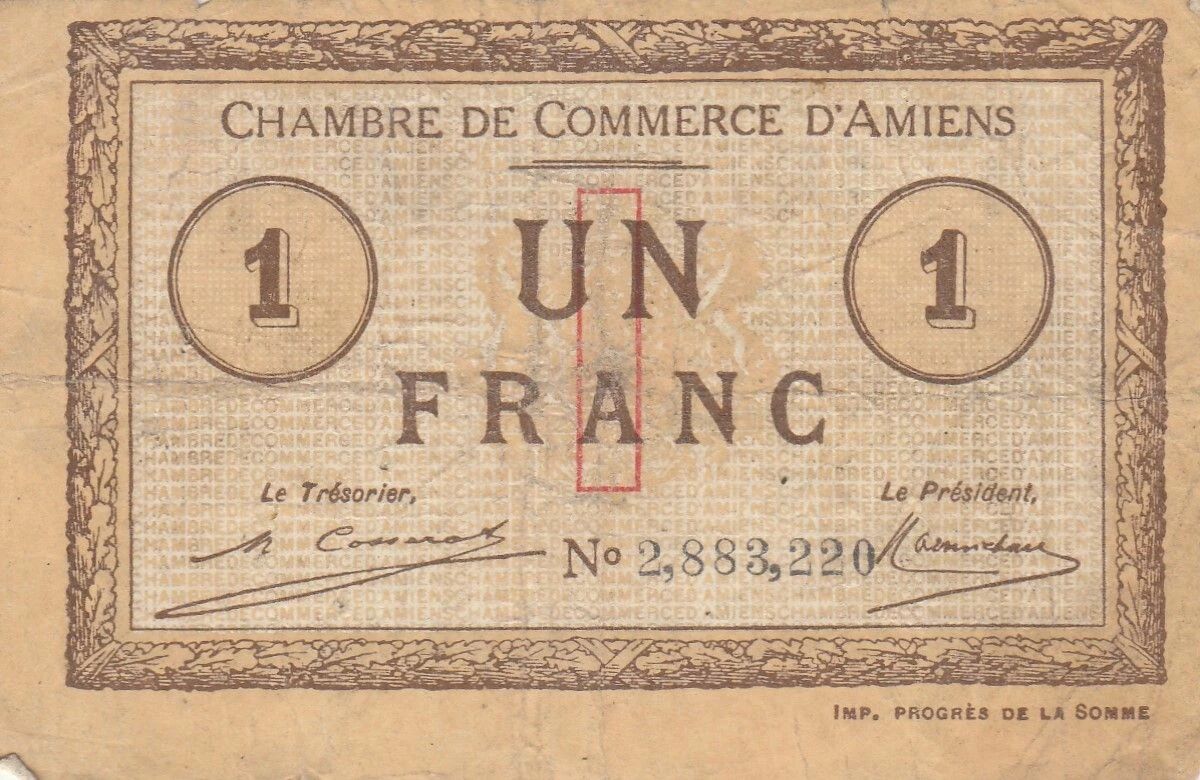 CHAMBRE DE COMMERCE D'AMIENS
1 UN 1
FRANC
Le Trésorier, Le Président,
M Cosserat
No 2,883,220
IMP. PROGRÈS DE LA SOMME